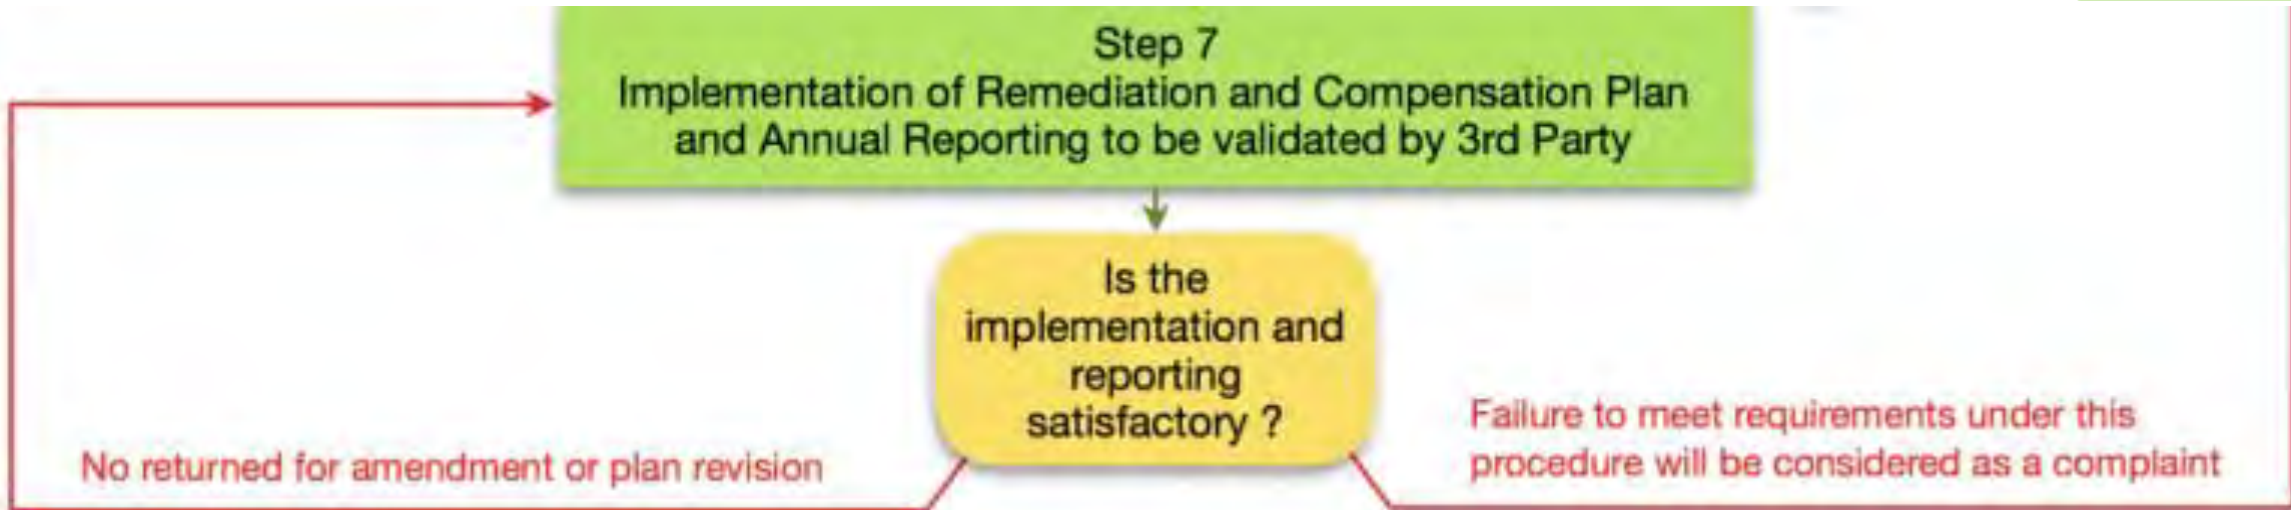 Step 7
Implementation of Remediation and Compensation Plan
and Annual Reporting to be validated by 3rd Party
Is the
implementation and
reporting
satisfactory ?
No returned for amendment or plan revision
Failure to meet requirements under this
procedure will be considered as a complaint